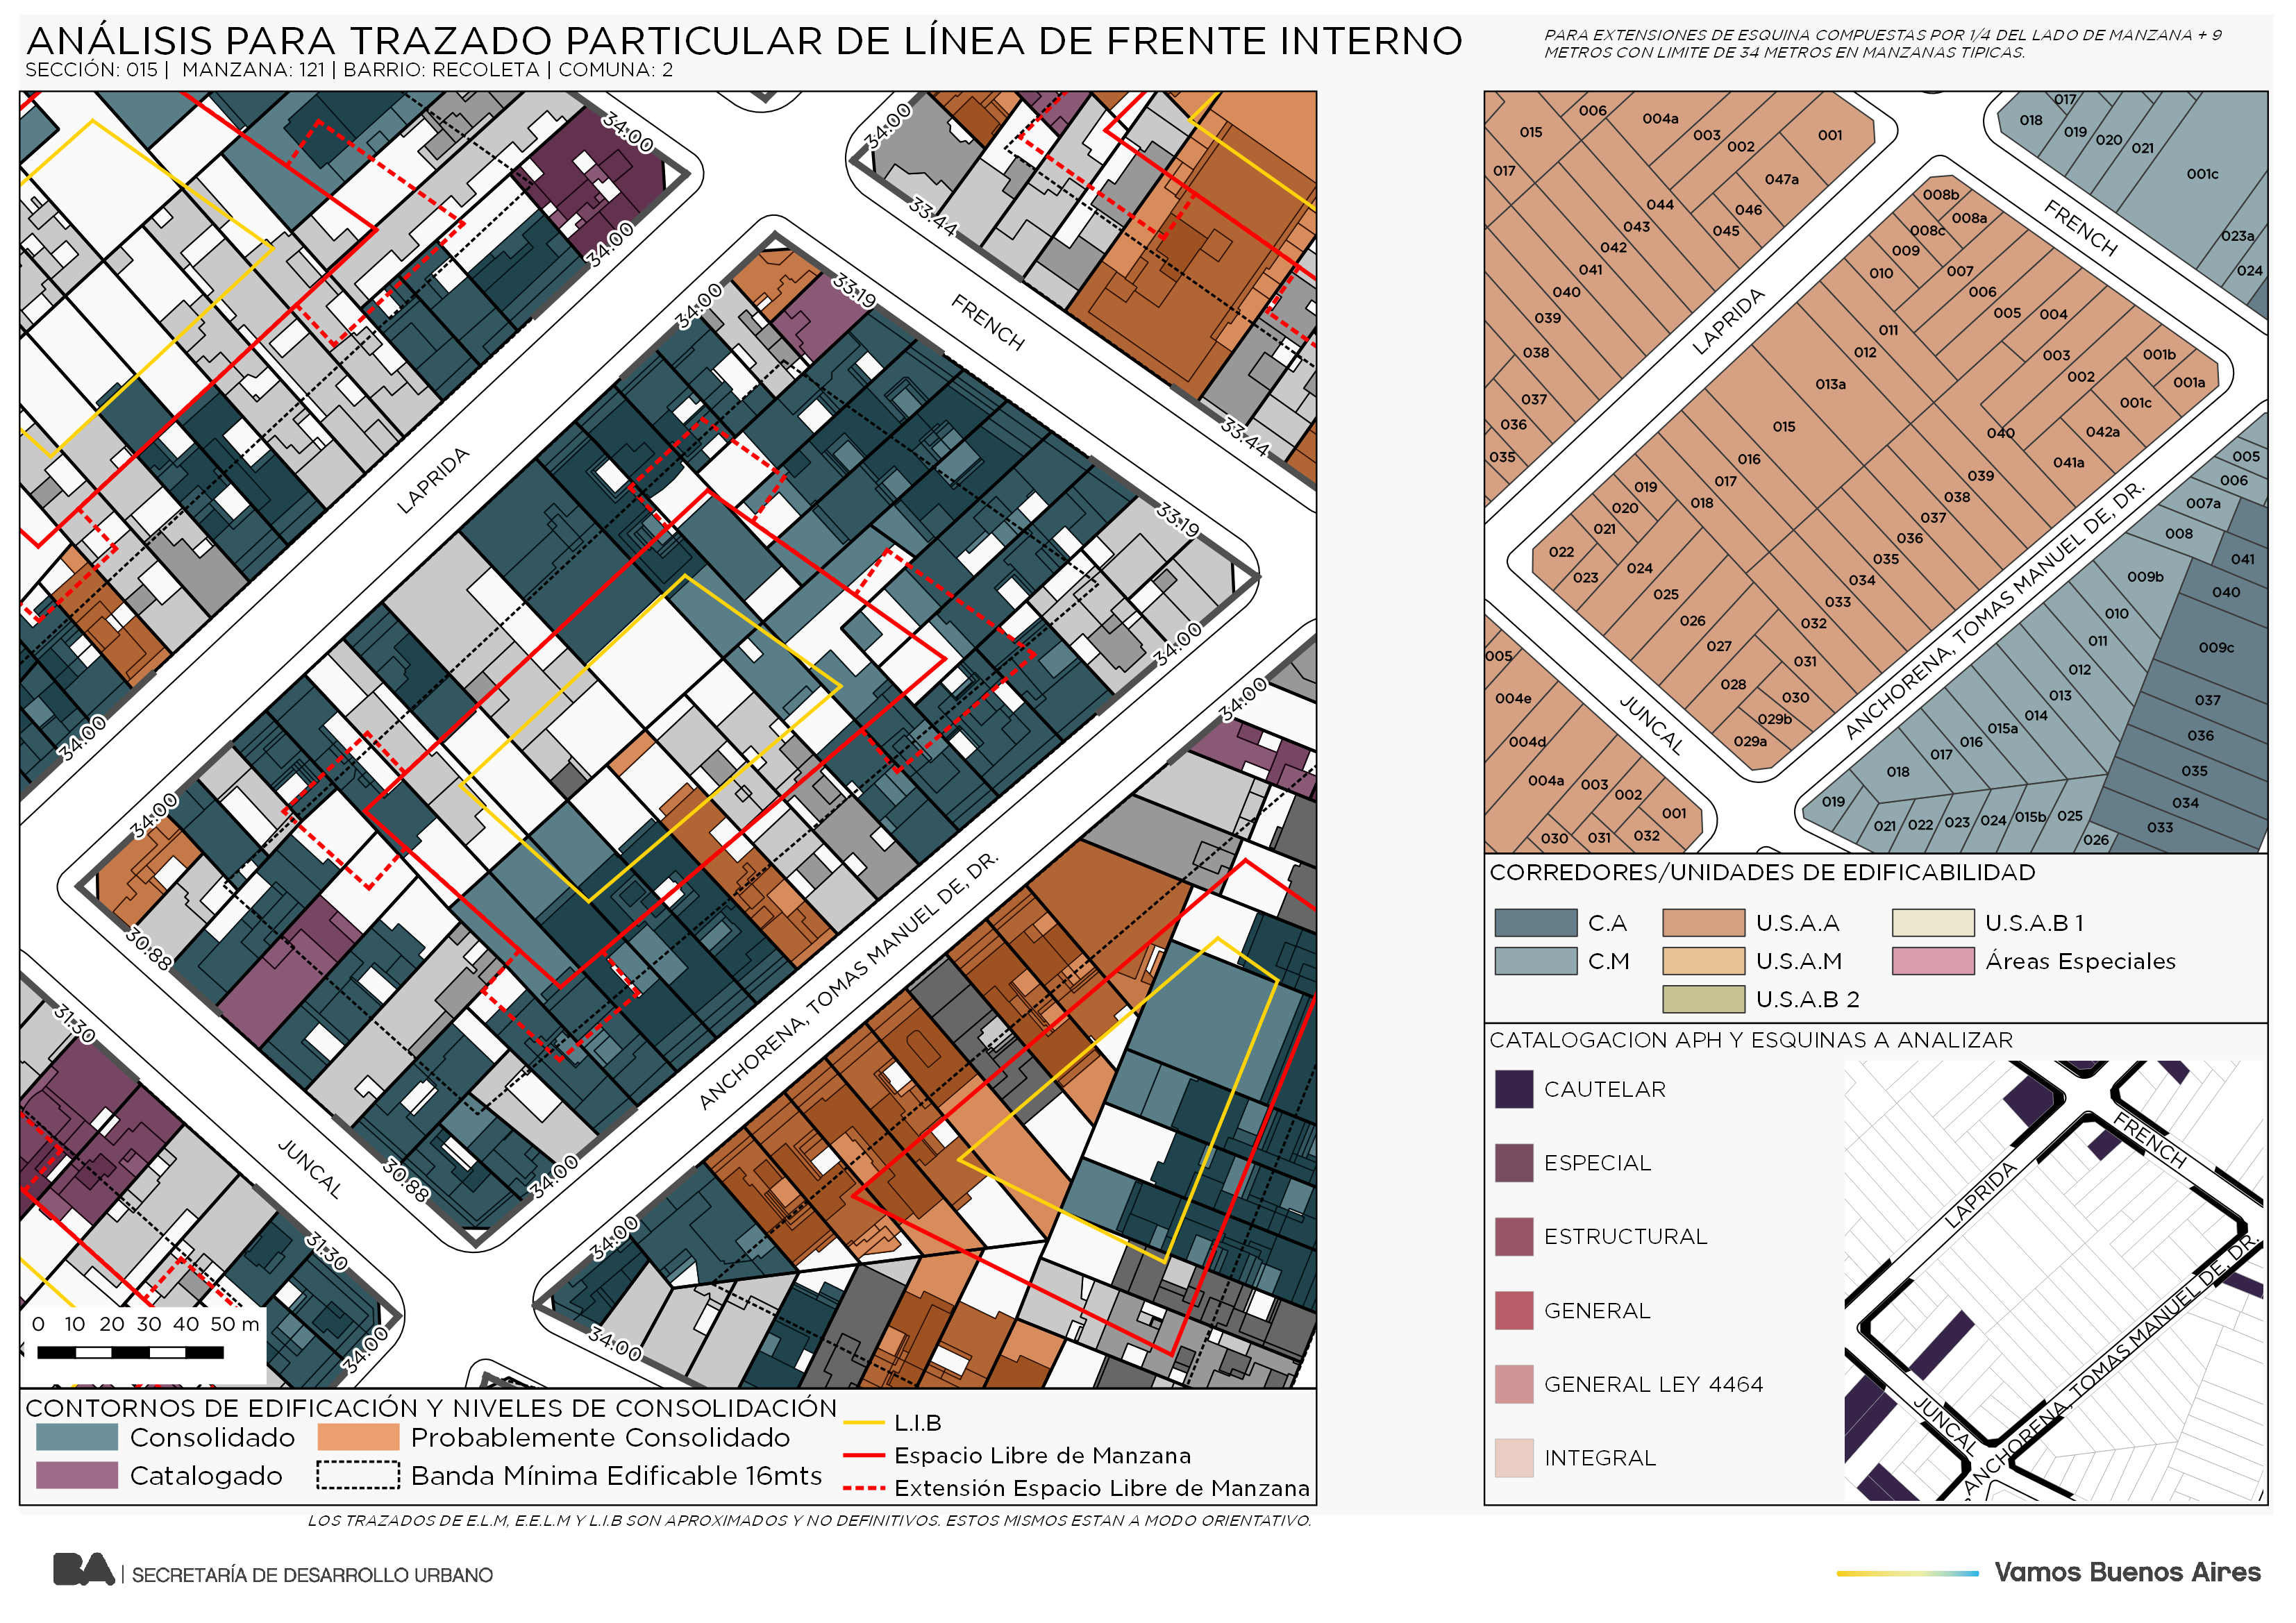 ANÁLISIS PARA TRAZADO PARTICULAR DE LÍNEA DE FRENTE INTERNO
SECCIÓN: 015 | MANZANA: 121 | BARRIO: RECOLETA | COMUNA: 2
PARA EXTENSIONES DE ESQUINA COMPUESTAS POR 1/4 DEL LADO DE MANZANA + 9
METROS CON LIMITE DE 34 METROS EN MANZANAS TIPICAS.
34.00
34.00
34.00
33.44
34.00
33.19
FRENCH
33.44
LAPRIDA
33.19
34.00
34.00
34.00
34.00
30.88
31.30
ANCHORENA, TOMAS MANUEL DE, DR.
JUNCAL
30.88
34.00
34.00
31.30
34.00
34.00
0 10 20 30 40 50 m
CONTORNOS DE EDIFICACIÓN Y NIVELES DE CONSOLIDACIÓN
Consolidado
Probablemente Consolidado
Catalogado
Banda Mínima Edificable 16mts
L.I.B
Espacio Libre de Manzana
Extensión Espacio Libre de Manzana
LOS TRAZADOS DE E.L.M, E.E.L.M Y L.I.B SON APROXIMADOS Y NO DEFINITIVOS. ESTOS MISMOS ESTAN A MODO ORIENTATIVO.
015
006
004a
003
002
001
017
047a
044
046
043
045
042
041
040
039
038
037
036
035
017
018
019
020
021
001c
023a
024
FRENCH
LAPRIDA
008b
008a
008c
009
007
010
006
005
004
011
012
003
001b
002
001a
013a
001c
015
040
042a
041a
016
039
017
038
019
018
037
020
036
021
035
022
034
023
024
033
025
032
026
031
027
030
028
029b
029a
JUNCAL
ANCHORENA, TOMAS MANUEL DE, DR.
005
006
007a
008
041
009b
040
010
011
009c
012
013
037
014
015a
036
016
017
035
018
034
019
021
022
023
024
015b
025
033
026
005
004e
004d
004a
003
002
001
030
031
032
CORREDORES/UNIDADES DE EDIFICABILIDAD
C.A
U.S.A.A
U.S.A.B 1
C.M
U.S.A.M
Áreas Especiales
U.S.A.B 2
CATALOGACION APH Y ESQUINAS A ANALIZAR
CAUTELAR
ESPECIAL
ESTRUCTURAL
GENERAL
GENERAL LEY 4464
INTEGRAL
FRENCH
LAPRIDA
JUNCAL
ANCHORENA, TOMAS MANUEL DE, DR.
BA | SECRETARÍA DE DESARROLLO URBANO
Vamos Buenos Aires